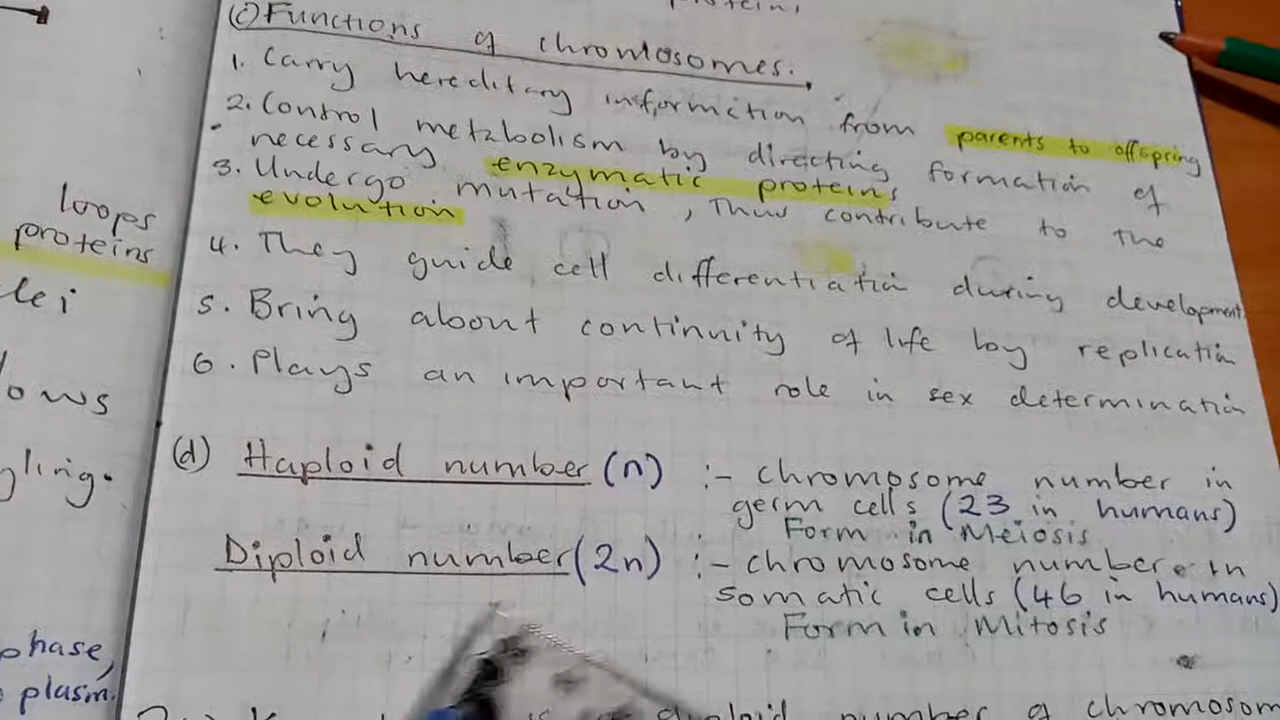 (c) Functions of chromosomes.
1. Carry hereditary information from parents to offspring
2. Control metabolism by directing formation of
necessary enzymatic proteins
3. Undergo mutation, Thus contribute to the
evolution
4. They guide cell differentiation during development
5. Bring about continuity of life by replication
6. Plays an important role in sex determination
(d) Haploid number (n) :- chromosome number in
germ cells (23 in humans)
Form in Meiosis
Diploid number (2n) :- chromosome number in
somatic cells (46 in humans)
Form in Mitosis
number of chromosom
loops
proteins
lei
ows
gling.
phase,
plasm.